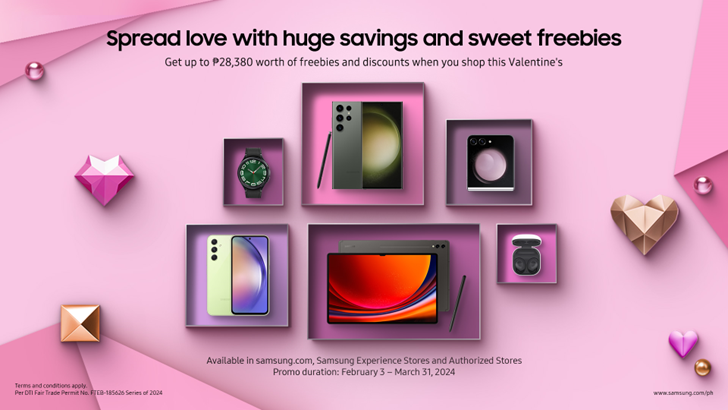 Spread love with huge savings and sweet freebies
Get up to ₱28,380 worth of freebies and discounts when you shop this Valentine's
Available in samsung.com, Samsung Experience Stores and Authorized Stores
Promo duration: February 3 – March 31, 2024
Terms and conditions apply.
Per DTI Fair Trade Permit No. FTEB-185626 Series of 2024
www.samsung.com/ph